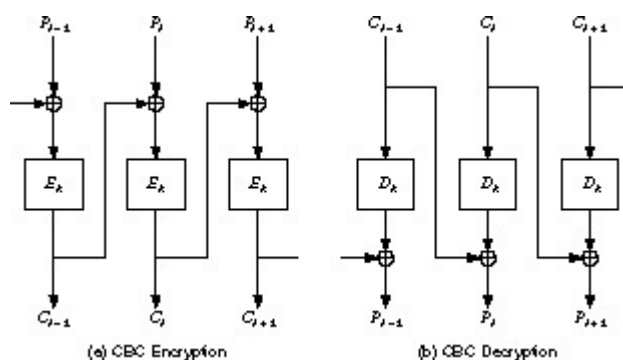 P_{i-1} P_i P_{i+1} C_{i-1} C_i C_{i+1}
E_k E_k E_k D_k D_k D_k
C_{i-1} C_i C_{i+1} P_{i-1} P_i P_{i+1}
(a) CBC Encryption (b) CBC Decryption